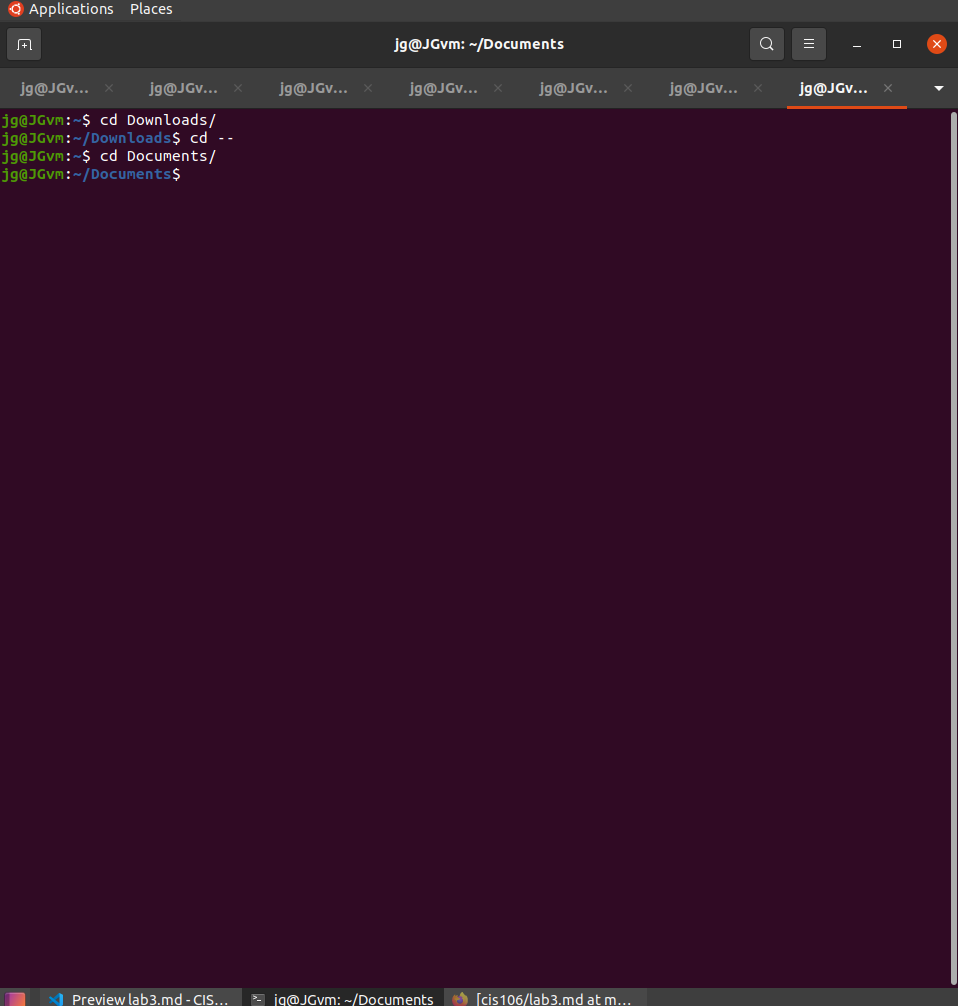 Applications Places
jg@JGvm: ~/Documents
jg@JGv... jg@JGv... jg@JGv... jg@JGv... jg@JGv... jg@JGv... jg@JGv...
jg@JGvm:~$ cd Downloads/
jg@JGvm:~/Downloads$ cd --
jg@JGvm:~$ cd Documents/
jg@JGvm:~/Documents$
Preview lab3.md - CIS... jg@JGvm: ~/Documents [cis106/lab3.md at m...